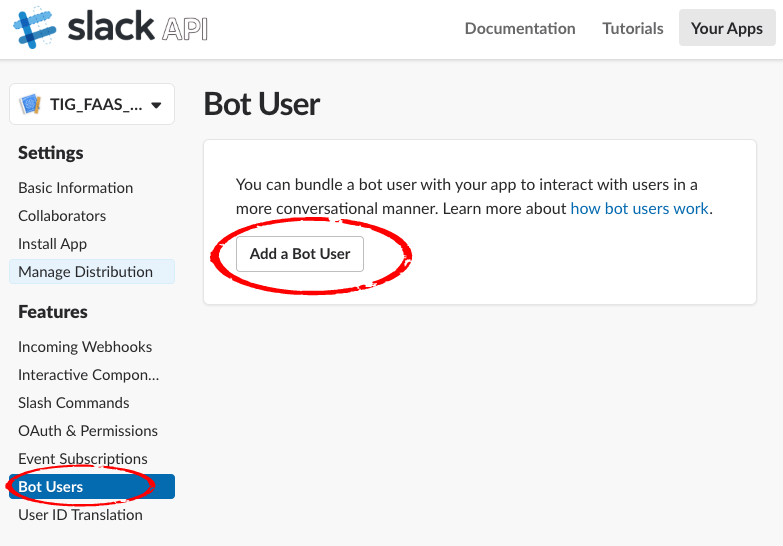 slack API
Documentation
Tutorials
Your Apps
TIG_FAAS_...
Bot User
Settings
Basic Information
Collaborators
Install App
Manage Distribution
You can bundle a bot user with your app to interact with users in a
more conversational manner. Learn more about how bot users work.
Add a Bot User
Features
Incoming Webhooks
Interactive Compon...
Slash Commands
OAuth & Permissions
Event Subscriptions
Bot Users
User ID Translation